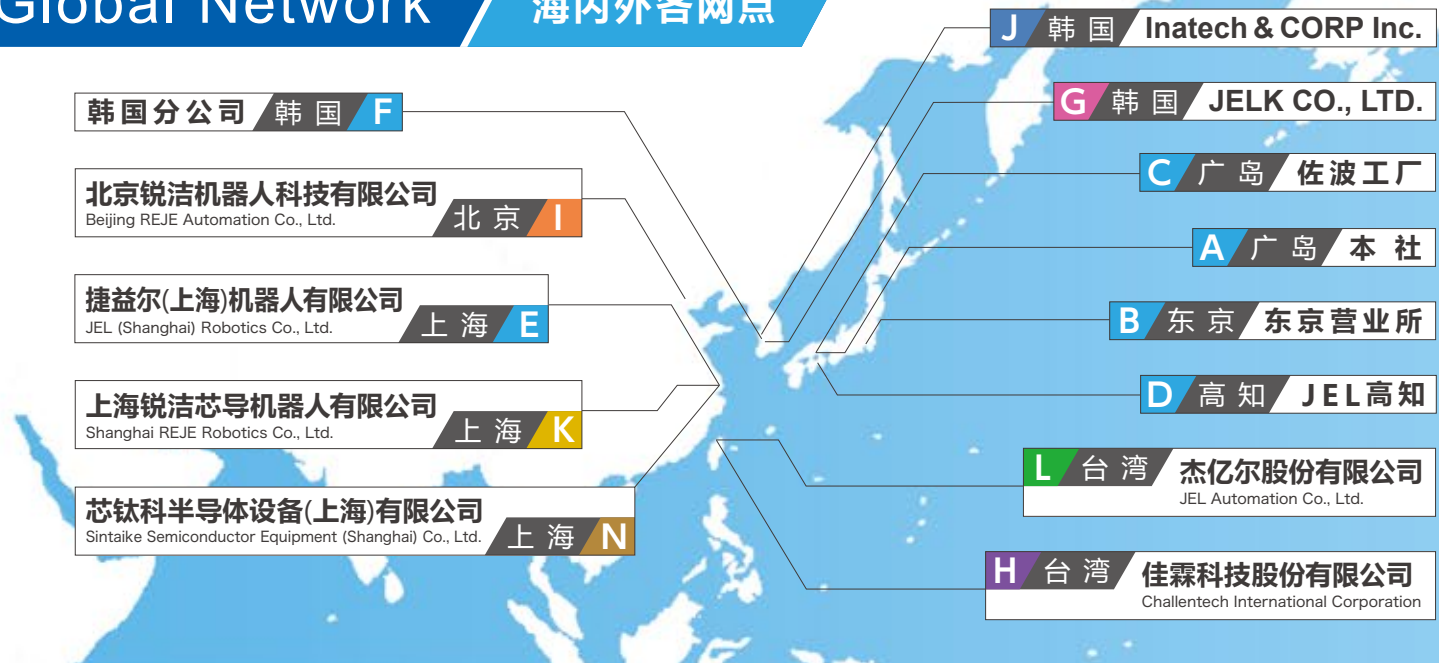 Global Network
海内外各网点
韩国分公司 韩国 F
北京锐洁机器人科技有限公司
Beijing REJE Automation Co., Ltd.
北京 I
捷益尔(上海)机器人有限公司
JEL (Shanghai) Robotics Co., Ltd.
上海 E
上海锐洁芯导机器人有限公司
Shanghai REJE Robotics Co., Ltd.
上海 K
芯钛科半导体设备(上海)有限公司
Sintaike Semiconductor Equipment (Shanghai) Co., Ltd.
上海 N
J 韩国 Inatech & CORP Inc.
G 韩国 JELK CO., LTD.
C 广岛 佐波工厂
A 广岛 本社
B 东京 东京营业所
D 高知 JEL高知
L 台湾 杰亿尔股份有限公司
JEL Automation Co., Ltd.
H 台湾 佳霖科技股份有限公司
Challentech International Corporation